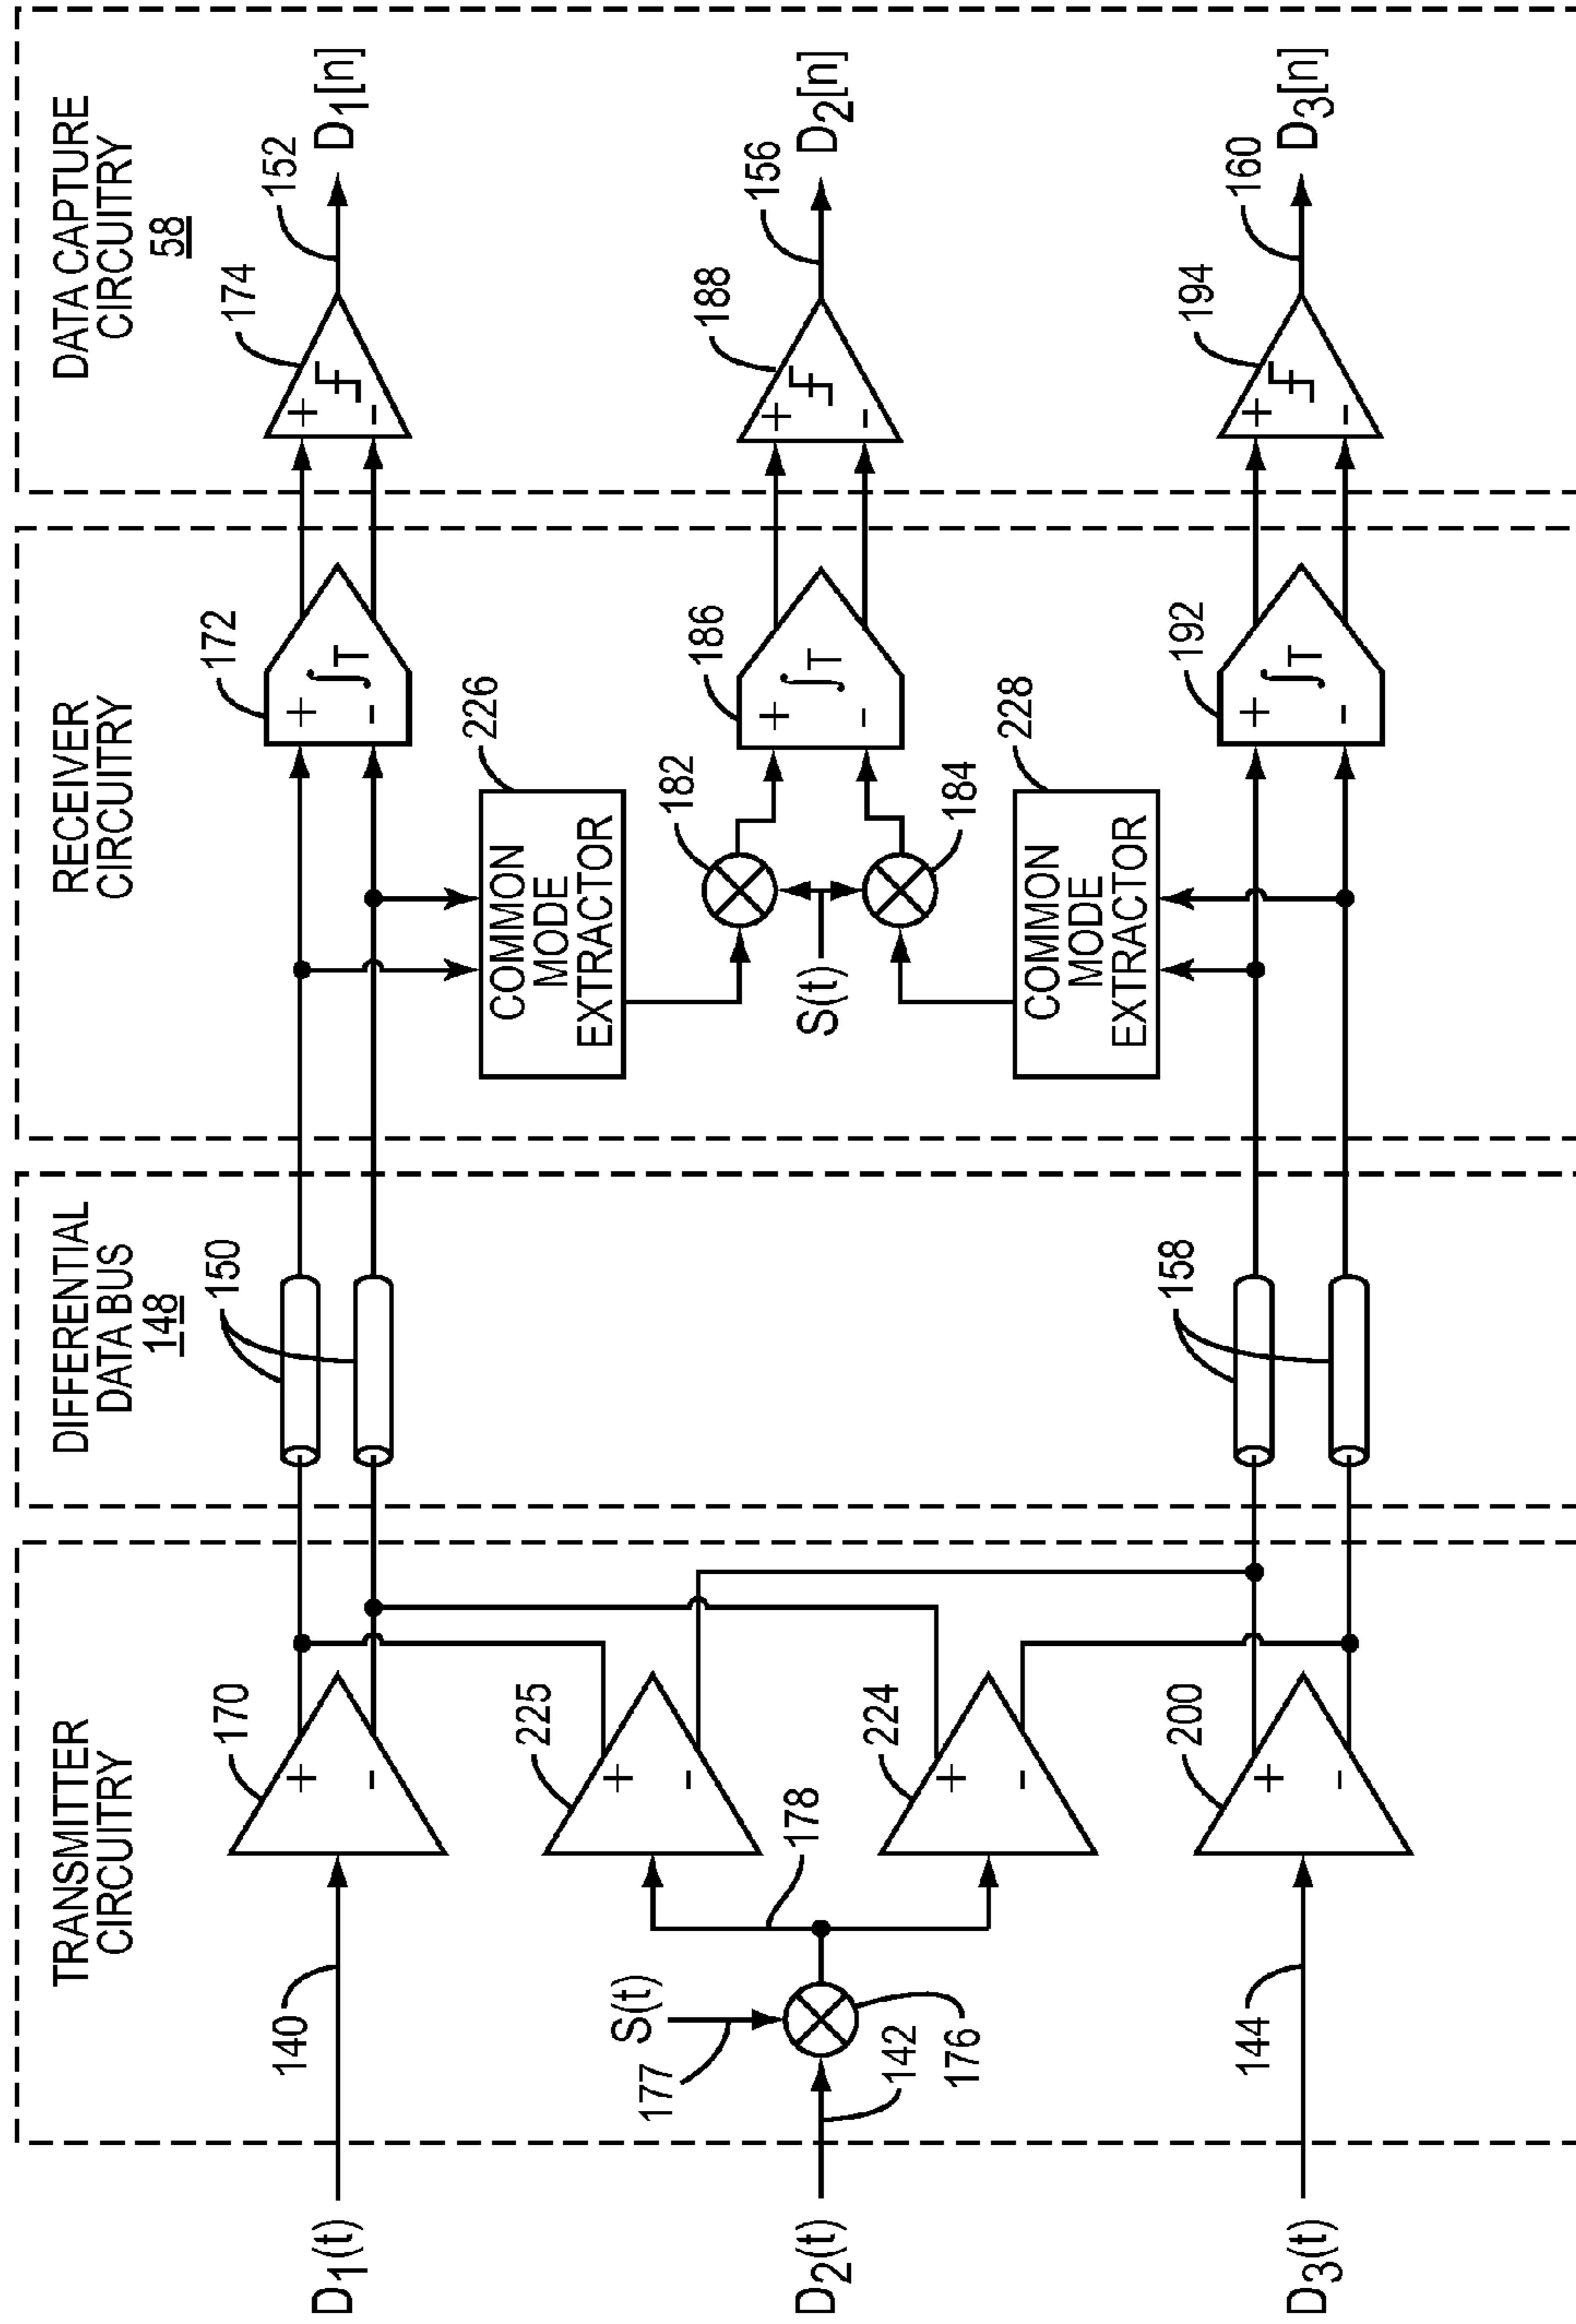 TRANSMITTER
CIRCUITRY
DIFFERENTIAL
DATA BUS
148
RECEIVER
CIRCUITRY
DATA CAPTURE
CIRCUITRY
58
D1(t)
140
170
+
-
150
172
+
-
∫T
174
+
-
152
D1[n]
225
+
-
226
COMMON
MODE
EXTRACTOR
D2(t)
142
177
S(t)
176
178
182
S(t)
184
186
+
-
∫T
188
+
-
156
D2[n]
224
+
-
228
COMMON
MODE
EXTRACTOR
D3(t)
144
200
+
-
158
192
+
-
∫T
194
+
-
160
D3[n]